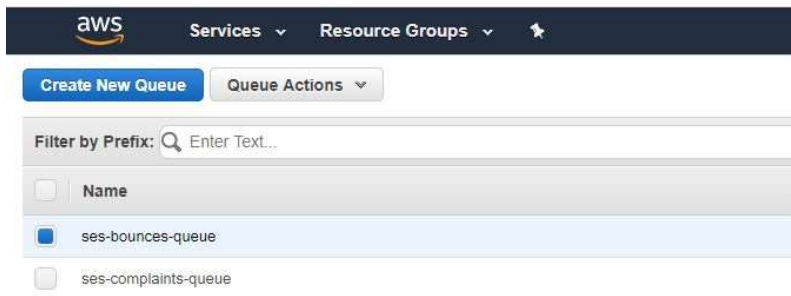 aws Services Resource Groups
Create New Queue Queue Actions
Filter by Prefix: Enter Text...
Name
ses-bounces-queue
ses-complaints-queue